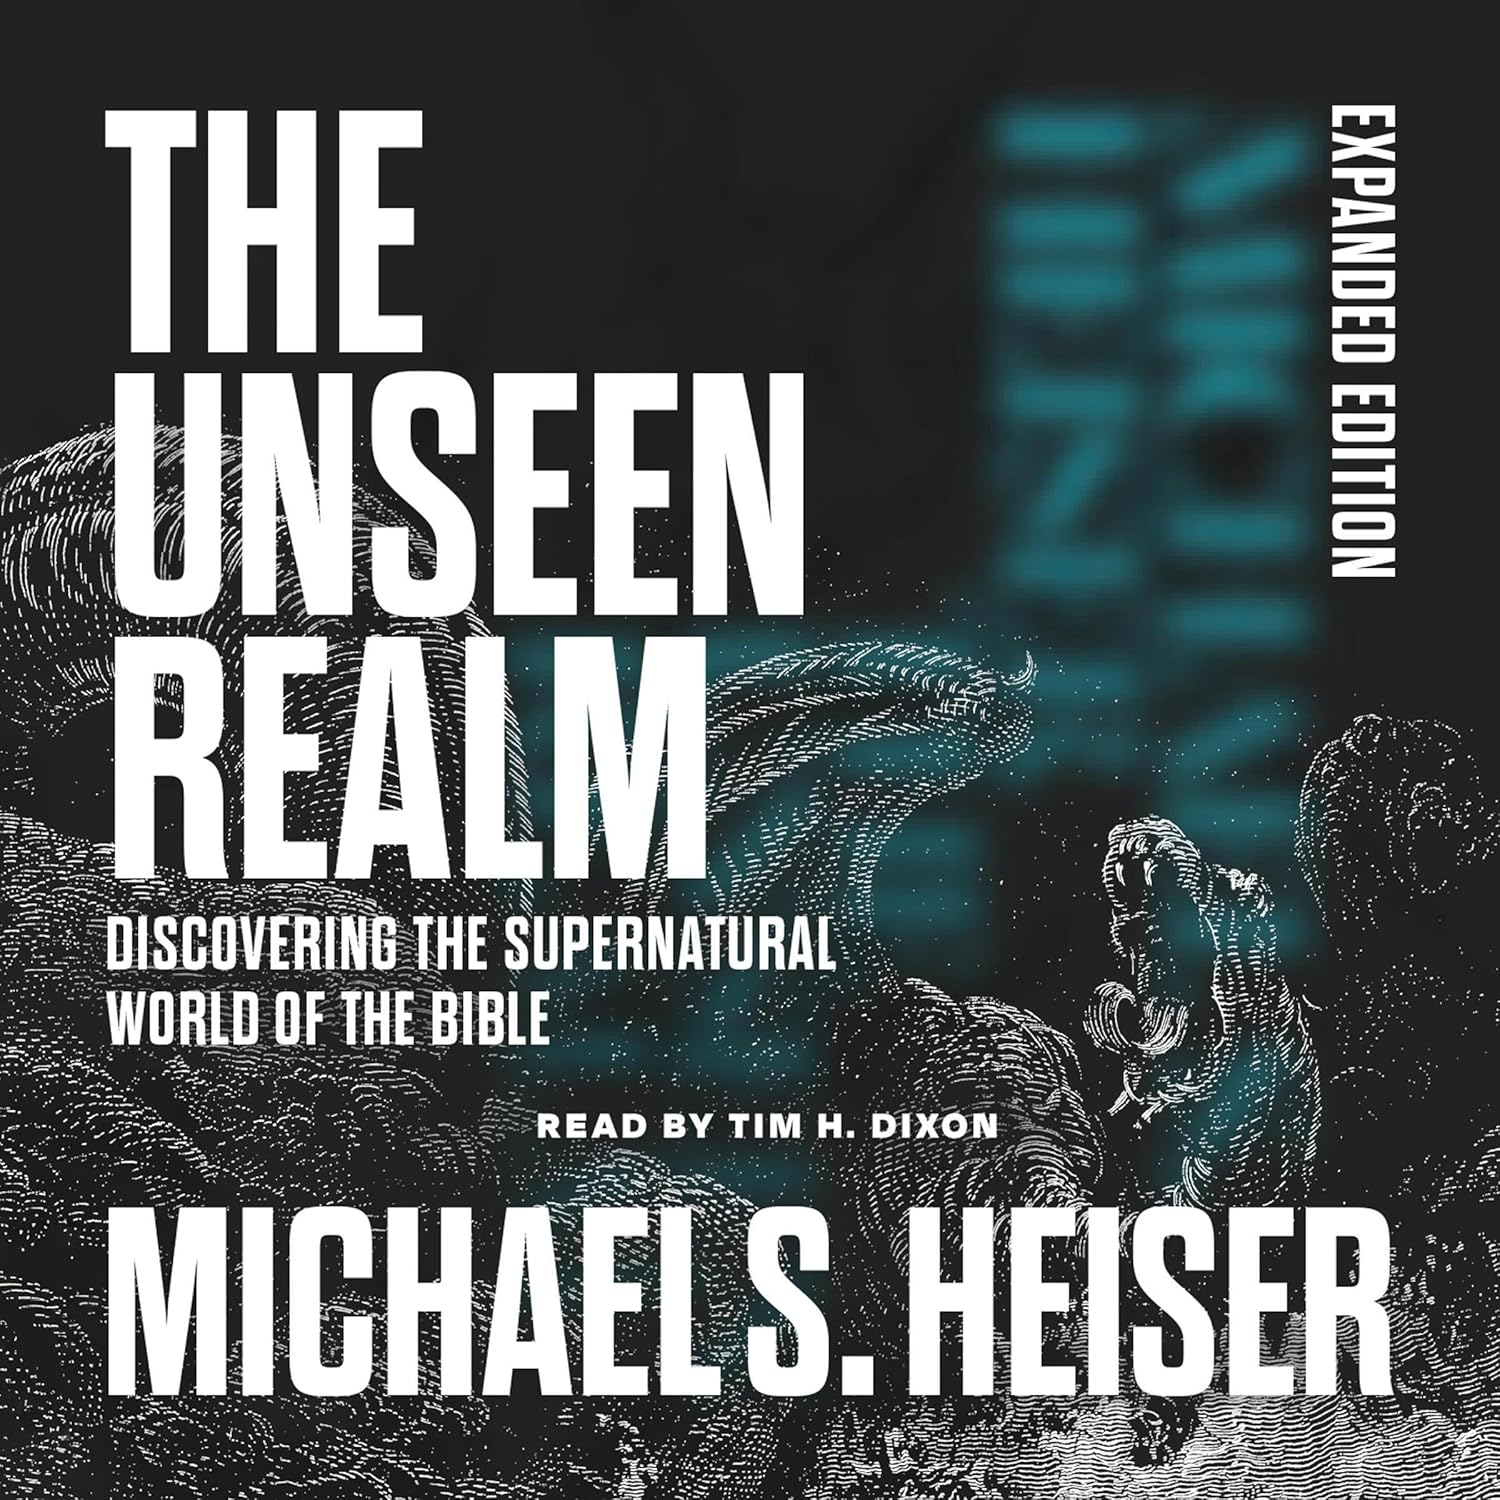 THE
UNSEEN
REALM
EXPANDED EDITION
DISCOVERING THE SUPERNATURAL
WORLD OF THE BIBLE
READ BY TIM H. DIXON
MICHAEL S. HEISER